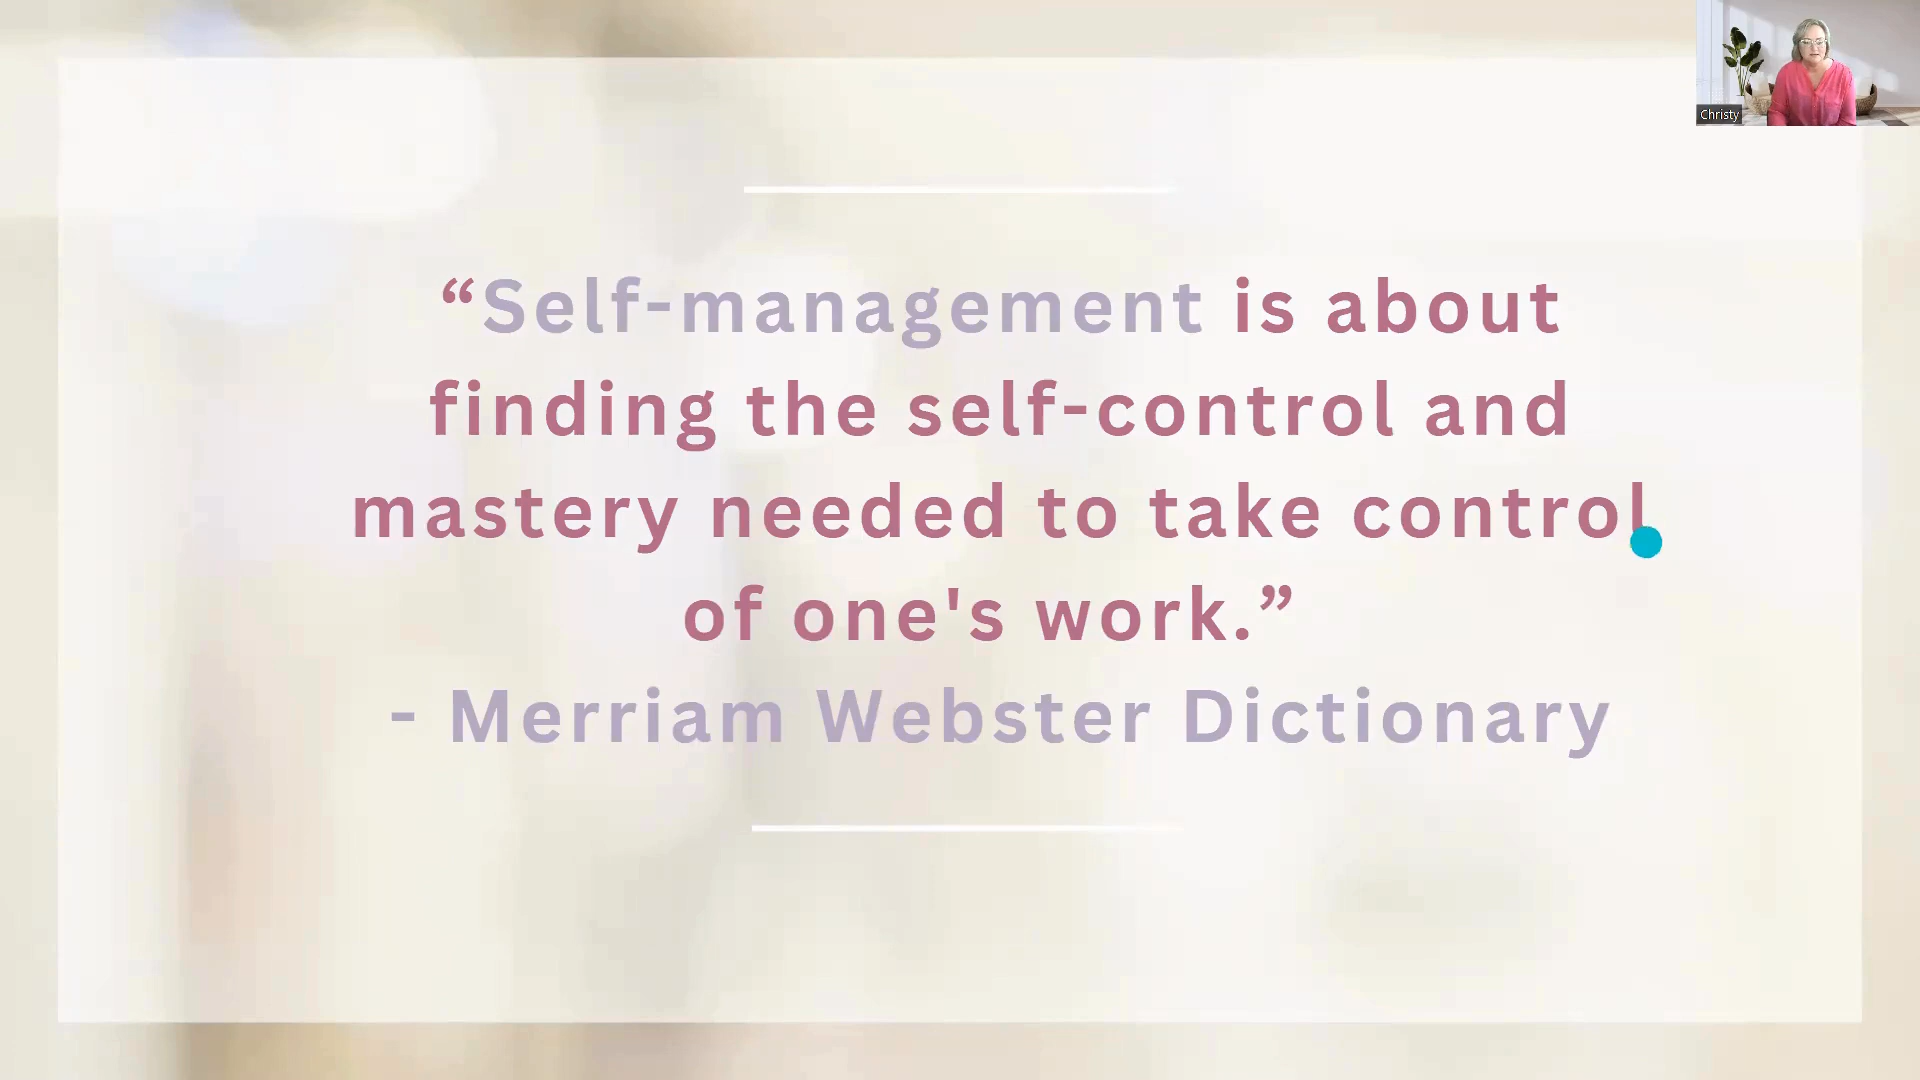 Christy
“Self-management is about
finding the self-control and
mastery needed to take control
of one's work.”
- Merriam Webster Dictionary